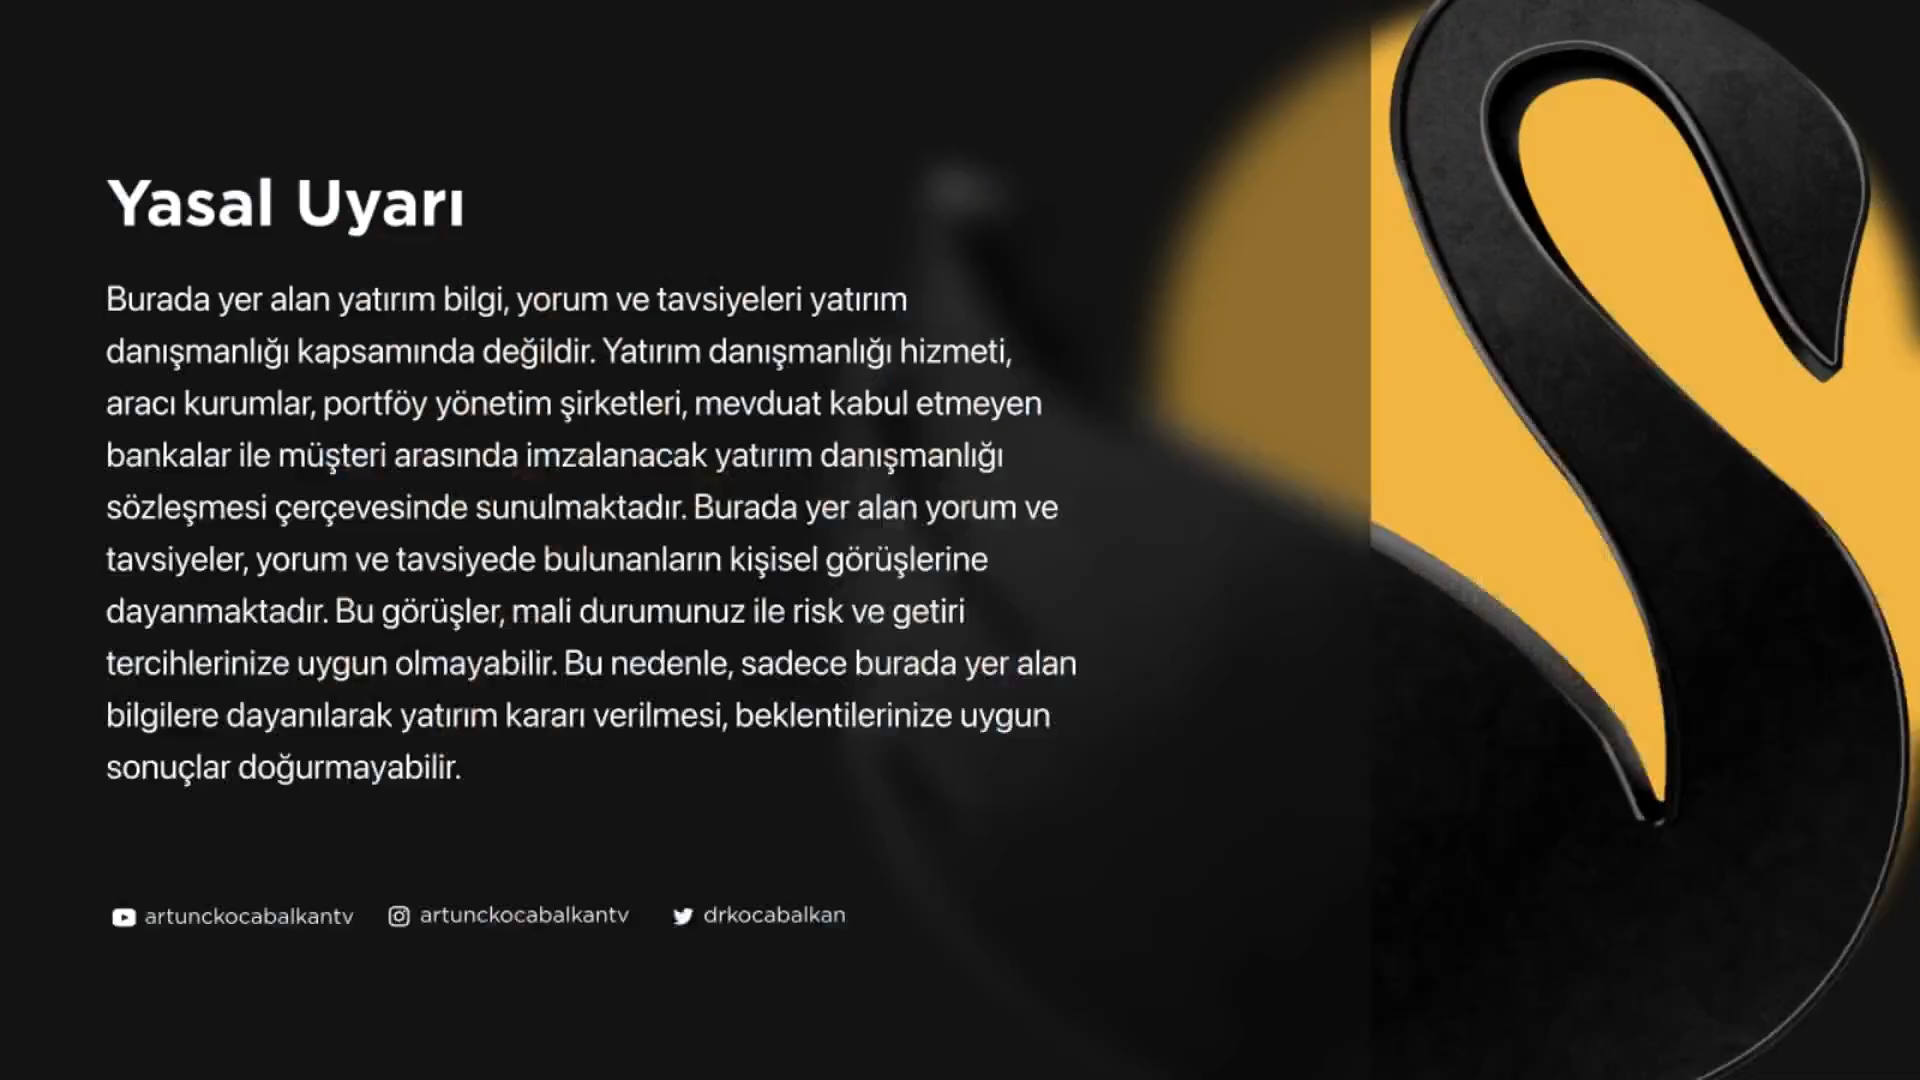 Yasal Uyarı
Burada yer alan yatırım bilgi, yorum ve tavsiyeleri yatırım
danışmanlığı kapsamında değildir. Yatırım danışmanlığı hizmeti,
aracı kurumlar, portföy yönetim şirketleri, mevduat kabul etmeyen
bankalar ile müşteri arasında imzalanacak yatırım danışmanlığı
sözleşmesi çerçevesinde sunulmaktadır. Burada yer alan yorum ve
tavsiyeler, yorum ve tavsiyede bulunanların kişisel görüşlerine
dayanmaktadır. Bu görüşler, mali durumunuz ile risk ve getiri
tercihlerinize uygun olmayabilir. Bu nedenle, sadece burada yer alan
bilgilere dayanılarak yatırım kararı verilmesi, beklentilerinize uygun
sonuçlar doğurmayabilir.
artunckocabalkantv artunckocabalkantv drkocabalkan